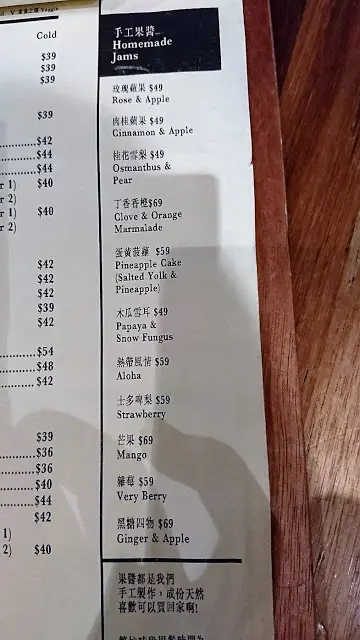 素食之選 Veggie
Cold
$39
$39
$39
$39
$42
$44
$44
r 1) $40
r 2)
r 1) $40
r 2)
$42
$42
$42
$39
$42
$54
$48
$42
$39
$36
$36
$40
$44
$42
1)
2) $40
手工果醬
Homemade
Jams
玫瑰蘋果 $49
Rose & Apple
肉桂蘋果 $49
Cinnamon & Apple
桂花雪梨 $49
Osmanthus &
Pear
丁香香橙$69
Clove & Orange
Marmalade
蛋黃菠蘿 $59
Pineapple Cake
(Salted Yolk &
Pineapple)
木瓜雪耳 $49
Papaya &
Snow Fungus
熱帶風情 $59
Aloha
士多啤梨 $59
Strawberry
芒果 $69
Mango
雜莓 $59
Very Berry
黑糖四物 $69
Ginger & Apple
果醬都是我們
手工製作，成份天然
喜歡可以買回家啊!